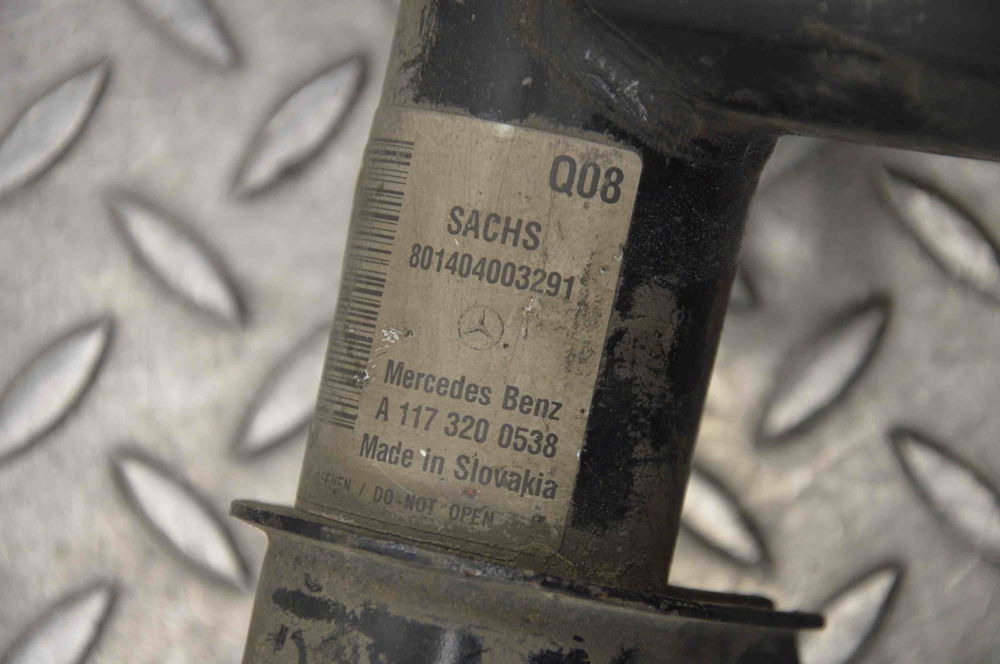 Q08
SACHS
801404003291
Mercedes Benz
A 117 320 0538
Made in Slovakia
/ DO-NOT OPEN